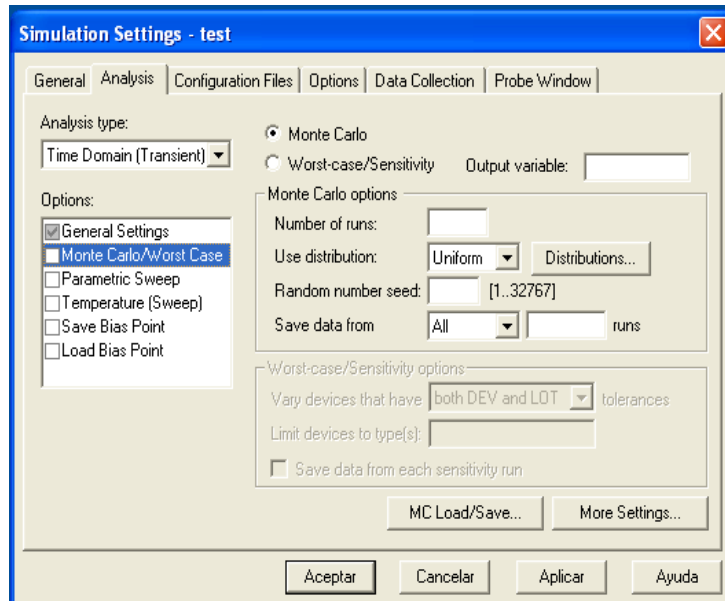 Simulation Settings - test
General Analysis Configuration Files Options Data Collection Probe Window
Analysis type:
Time Domain (Transient)
Options:
General Settings
Monte Carlo/Worst Case
Parametric Sweep
Temperature (Sweep)
Save Bias Point
Load Bias Point
Monte Carlo
Worst-case/Sensitivity Output variable:
Monte Carlo options
Number of runs:
Use distribution: Uniform Distributions...
Random number seed: [1..32767]
Save data from All runs
Worst-case/Sensitivity options
Vary devices that have both DEV and LOT tolerances
Limit devices to type(s):
Save data from each sensitivity run
MC Load/Save... More Settings...
Aceptar Cancelar Aplicar Ayuda